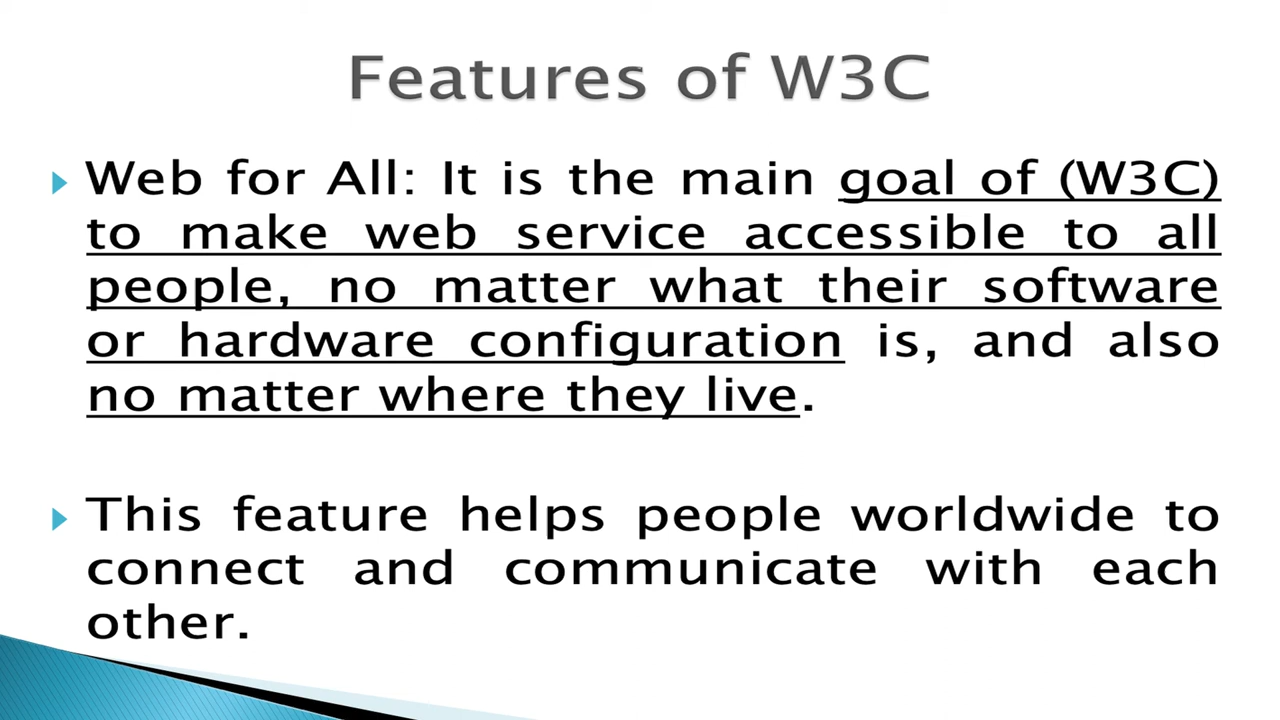 Features of W3C
Web for All: It is the main goal of (W3C)
to make web service accessible to all
people, no matter what their software
or hardware configuration is, and also
no matter where they live.
This feature helps people worldwide to
connect and communicate with each
other.